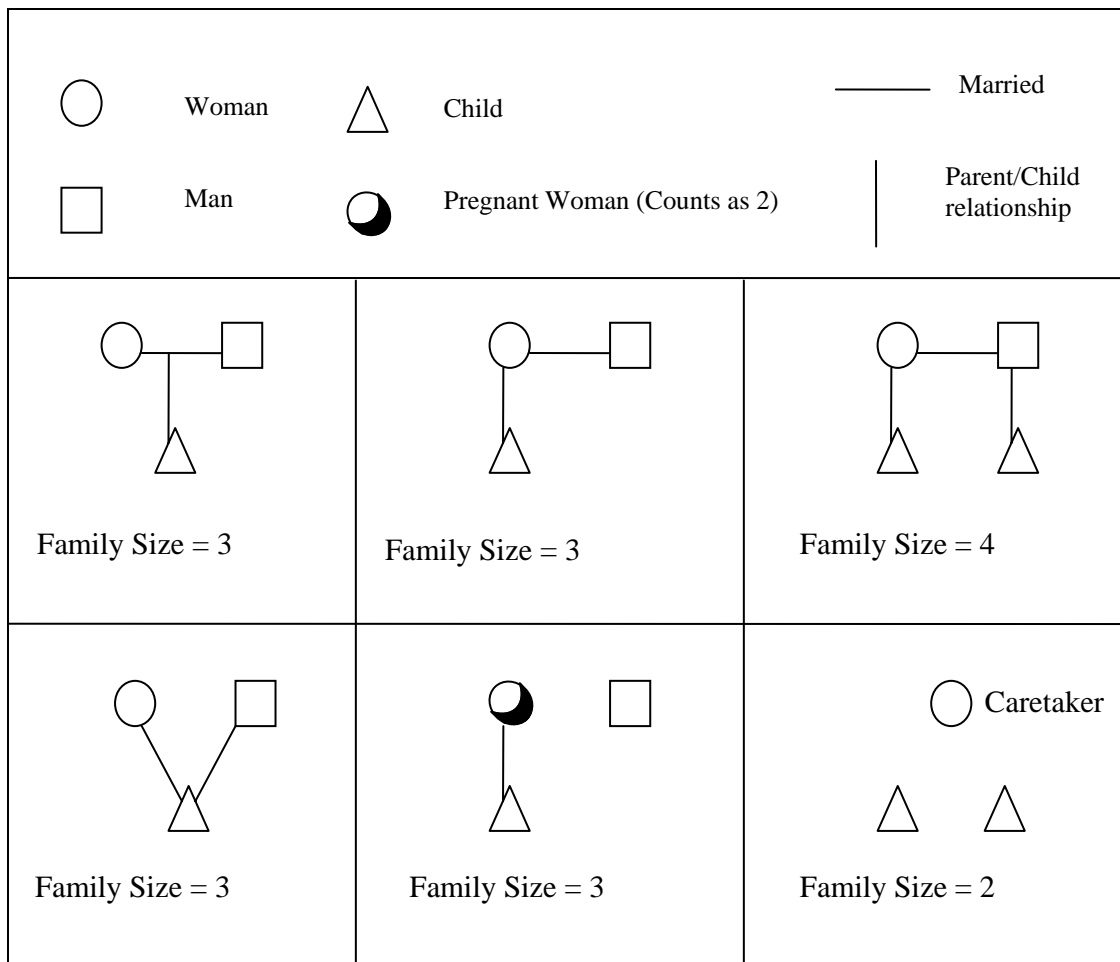 Woman
Child
Married
Man
Pregnant Woman (Counts as 2)
Parent/Child
relationship
Family Size = 3
Family Size = 3
Family Size = 4
Caretaker
Family Size = 3
Family Size = 3
Family Size = 2